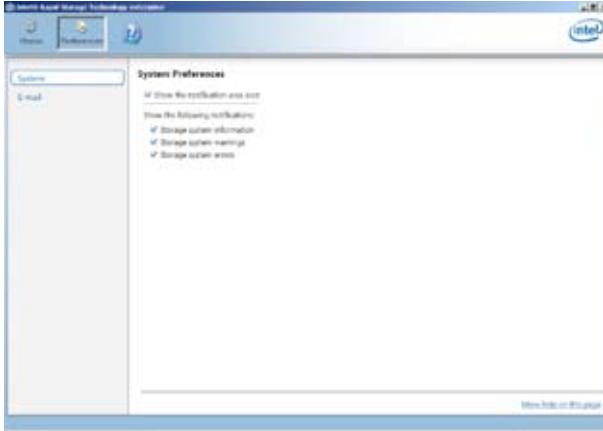 Intel® Rapid Storage Technology enterprise
Home
Preferences
intel
System
E-mail
System Preferences
Show the notification area icon
Show the following notifications:
Storage system information
Storage system warnings
Storage system errors
More help on this page